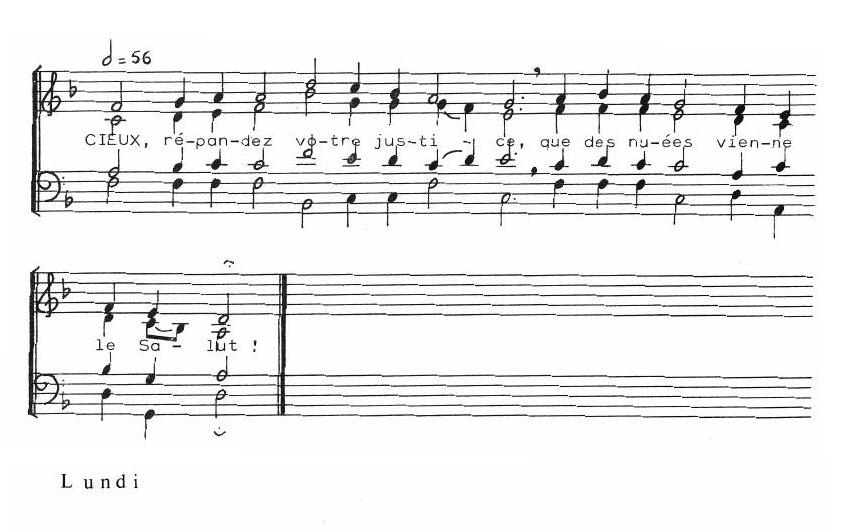 𝅗𝅥 = 56
CIEUX, ré-pan-dez vo-tre jus-ti - ce, que des nu-ées vien-ne
le Sa - lut !
Lundi